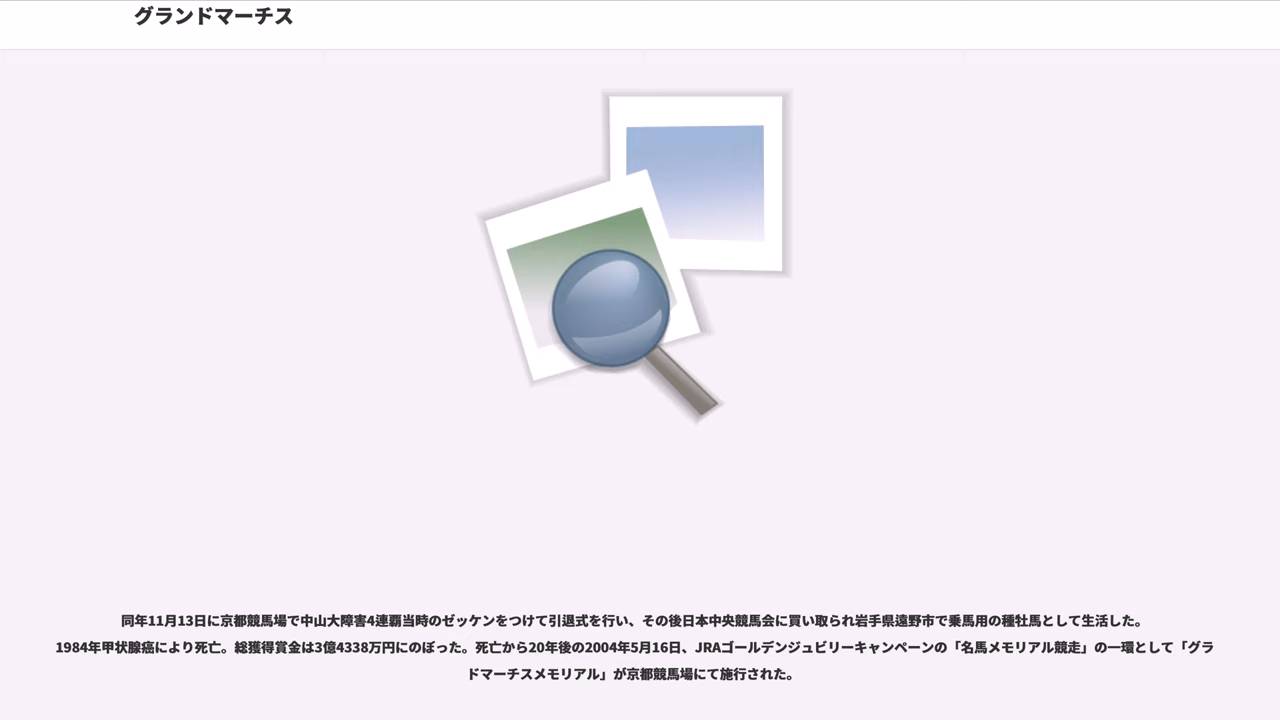 グランドマーチス
同年11月13日に京都競馬場で中山大障害4連覇当時のゼッケンをつけて引退式を行い、その後日本中央競馬会に買い取られ岩手県遠野市で乗馬用の種牡馬として生活した。
1984年甲状腺癌により死亡。総獲得賞金は3億4338万円にのぼった。死亡から20年後の2004年5月16日、JRAゴールデンジュビリーキャンペーンの「名馬メモリアル競走」の一環として「グラ
ドマーチスメモリアル」が京都競馬場にて施行された。